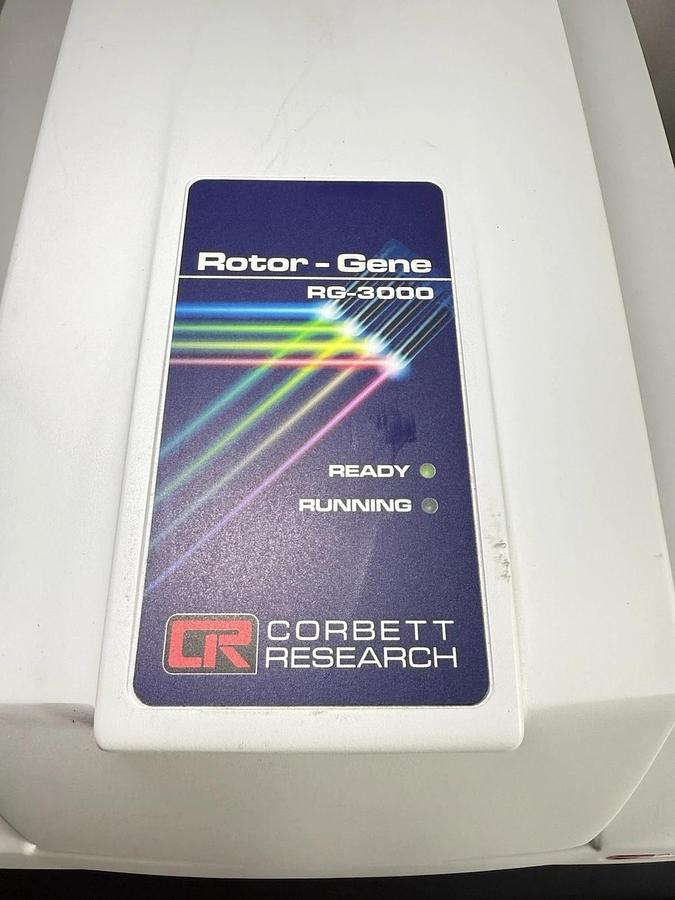 Rotor - Gene
RG-3000
READY
RUNNING
CR
CORBETT
RESEARCH